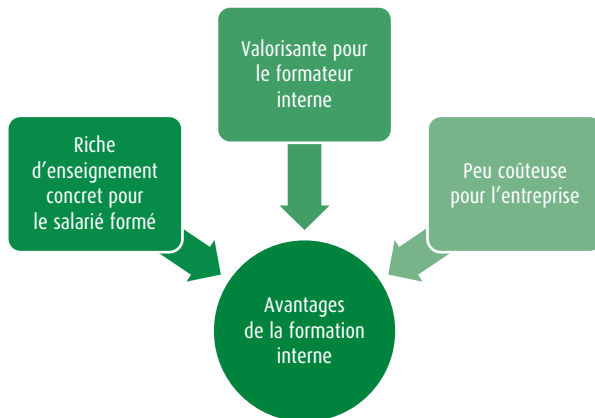 Valorisante pour
le formateur
interne
Riche
d'enseignement
concret pour
le salarié formé
Peu coûteuse
pour l'entreprise
Avantages
de la formation
interne